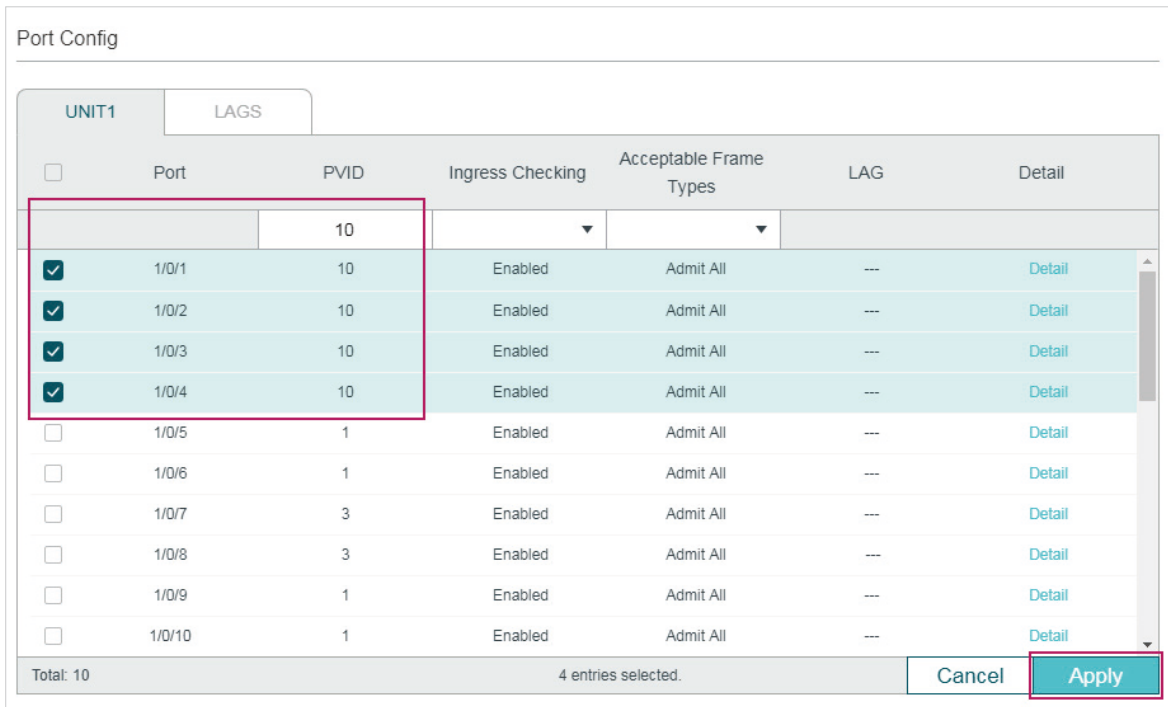 Port Config
UNIT1 LAGS
Port PVID Ingress Checking Acceptable Frame Types LAG Detail
10
1/0/1 10 Enabled Admit All --- Detail
1/0/2 10 Enabled Admit All --- Detail
1/0/3 10 Enabled Admit All --- Detail
1/0/4 10 Enabled Admit All --- Detail
1/0/5 1 Enabled Admit All --- Detail
1/0/6 1 Enabled Admit All --- Detail
1/0/7 3 Enabled Admit All --- Detail
1/0/8 3 Enabled Admit All --- Detail
1/0/9 1 Enabled Admit All --- Detail
1/0/10 1 Enabled Admit All --- Detail
Total: 10 4 entries selected. Cancel Apply